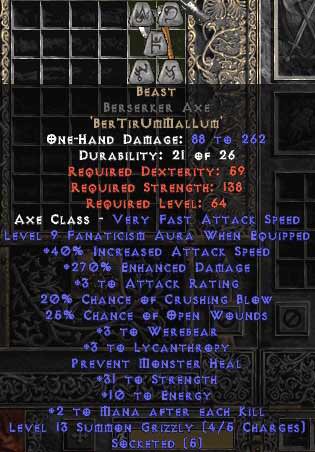 Beast
Berserker Axe
'BerTirUmMalLum'
One-Hand Damage: 88 to 262
Durability: 21 of 26
Required Dexterity: 59
Required Strength: 138
Required Level: 64
Axe Class - Very Fast Attack Speed
Level 9 Fanaticism Aura When Equipped
+40% Increased Attack Speed
+270% Enhanced Damage
+3 to Attack Rating
20% Chance of Crushing Blow
25% Chance of Open Wounds
+3 to Werebear
+3 to Lycanthropy
Prevent Monster Heal
+31 to Strength
+10 to Energy
+2 to Mana after each Kill
Level 13 Summon Grizzly (4/5 Charges)
Socketed (5)